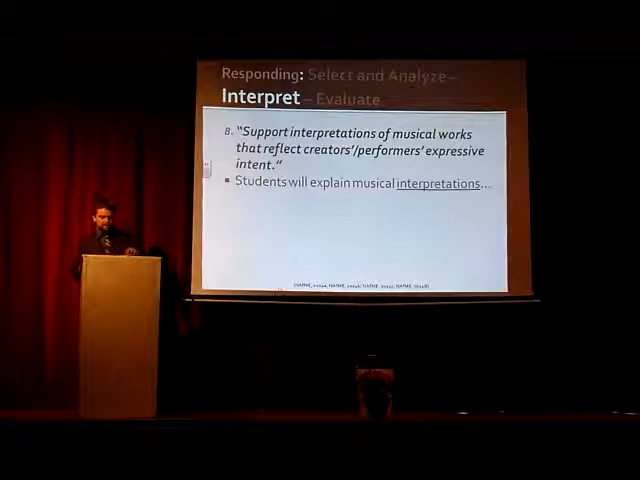 Responding: Select and Analyze –
Interpret – Evaluate
8. "Support interpretations of musical works
that reflect creators'/performers' expressive
intent."
▪ Students will explain musical interpretations...